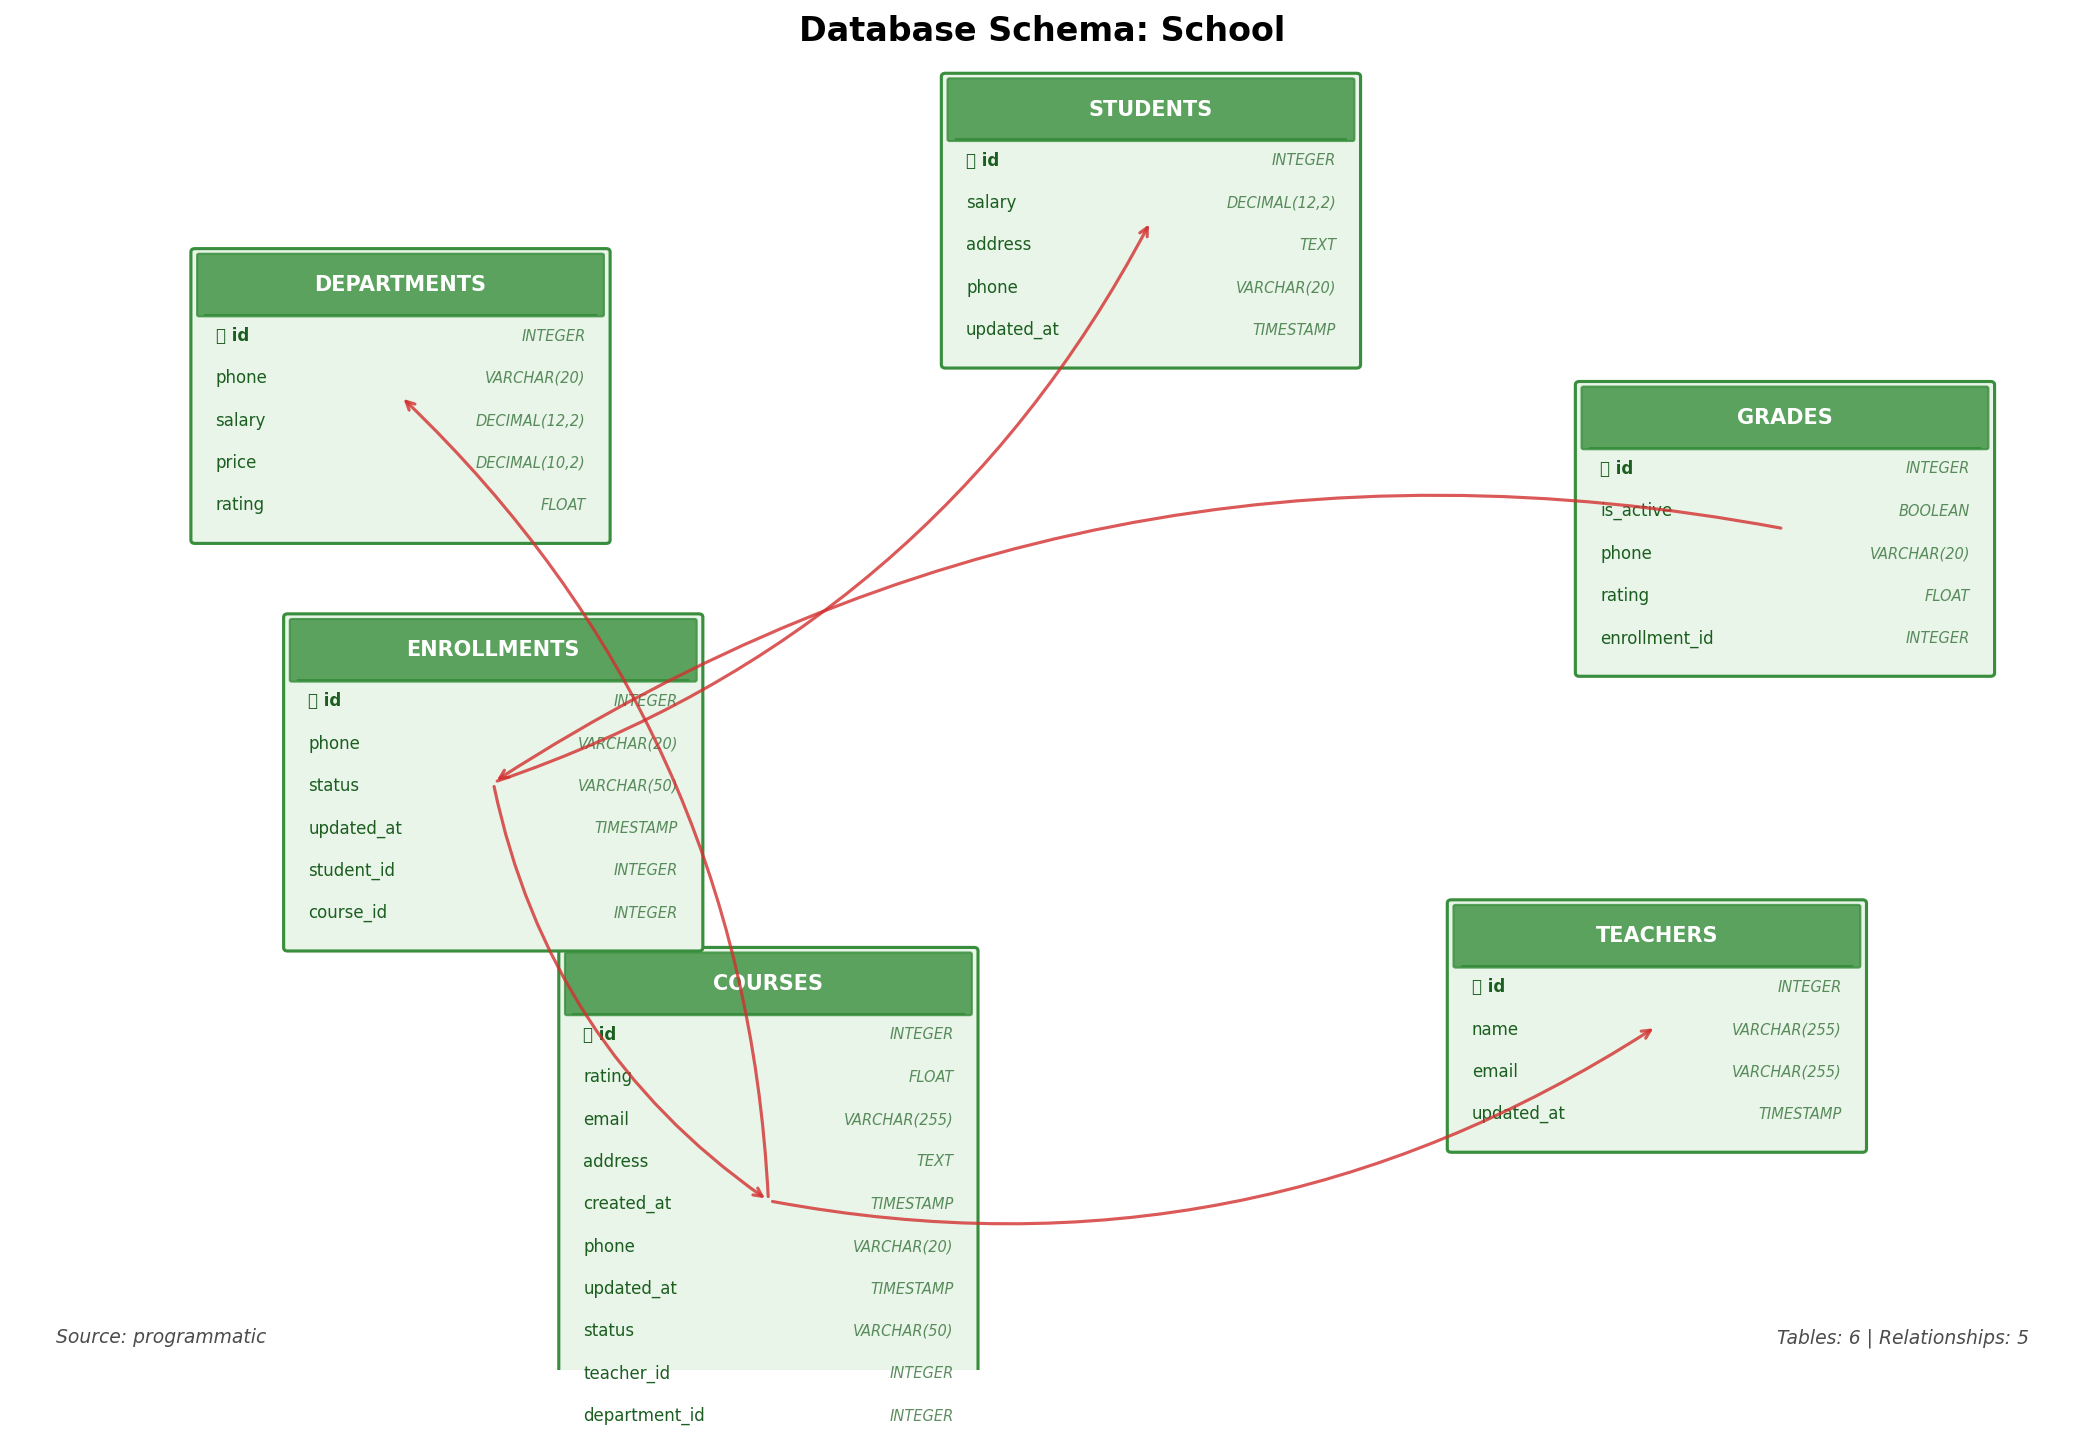 Database Schema: School
STUDENTS
id INTEGER
salary DECIMAL(12,2)
address TEXT
phone VARCHAR(20)
updated_at TIMESTAMP
DEPARTMENTS
id INTEGER
phone VARCHAR(20)
salary DECIMAL(12,2)
price DECIMAL(10,2)
rating FLOAT
GRADES
id INTEGER
is_active BOOLEAN
phone VARCHAR(20)
rating FLOAT
enrollment_id INTEGER
ENROLLMENTS
id INTEGER
phone VARCHAR(20)
status VARCHAR(50)
updated_at TIMESTAMP
student_id INTEGER
course_id INTEGER
TEACHERS
id INTEGER
name VARCHAR(255)
email VARCHAR(255)
updated_at TIMESTAMP
COURSES
id INTEGER
rating FLOAT
email VARCHAR(255)
address TEXT
created_at TIMESTAMP
phone VARCHAR(20)
updated_at TIMESTAMP
status VARCHAR(50)
teacher_id INTEGER
department_id INTEGER
Source: programmatic
Tables: 6 | Relationships: 5